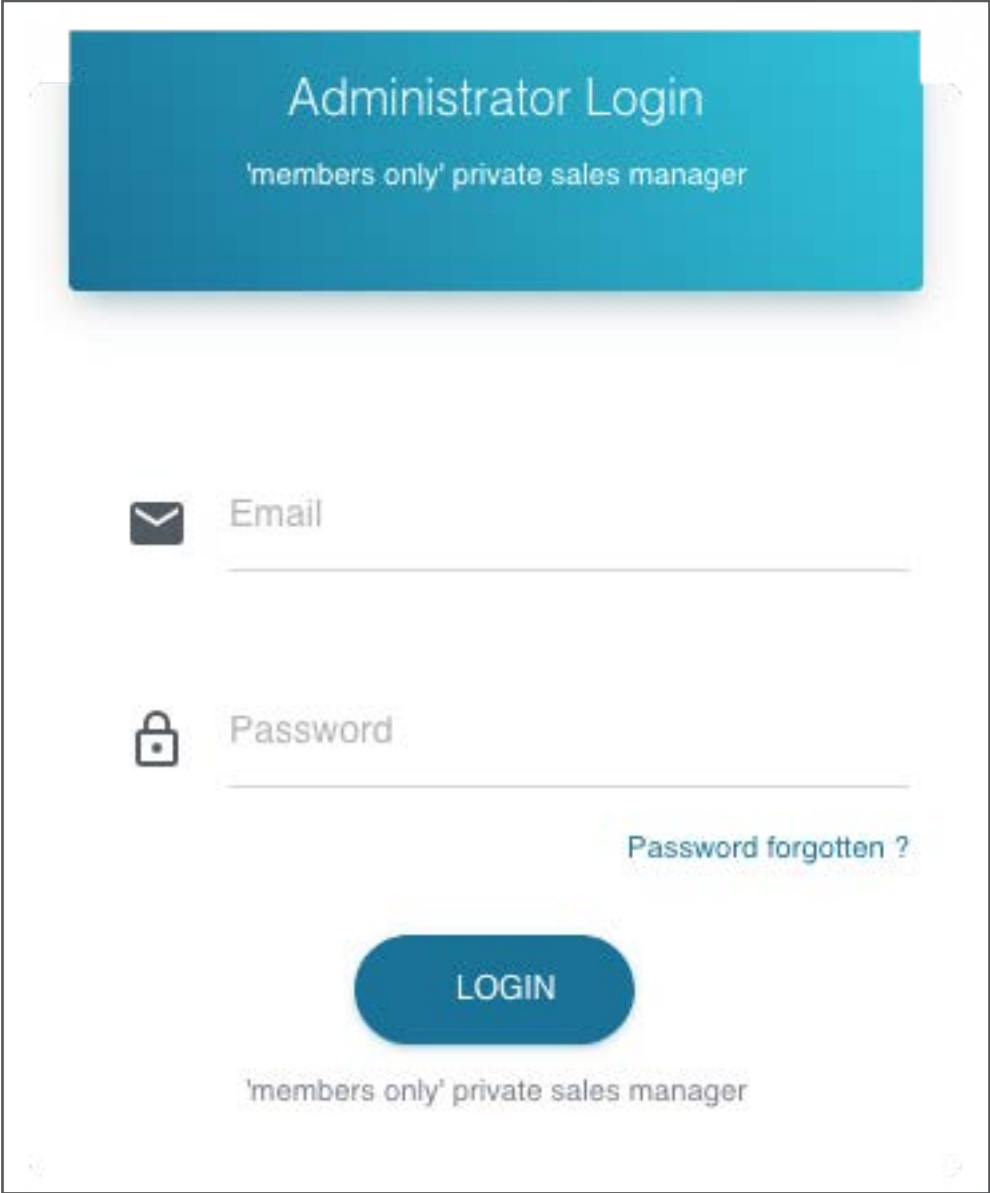 Administrator Login
'members only' private sales manager
Email
Password
Password forgotten ?
LOGIN
'members only' private sales manager